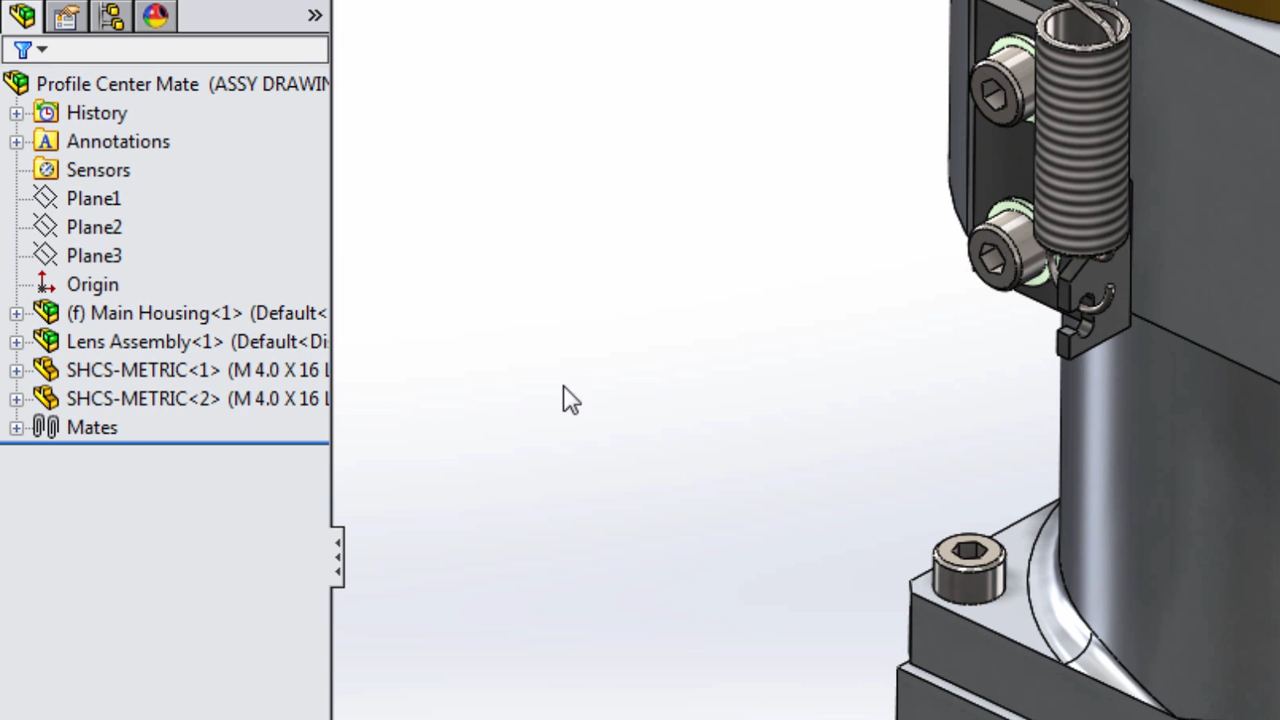 Profile Center Mate (ASSY DRAWIN
History
A Annotations
Sensors
Plane1
Plane2
Plane3
Origin
(f) Main Housing<1> (Default<
Lens Assembly<1> (Default<Di
SHCS-METRIC<1> (M 4.0 X 16 L
SHCS-METRIC<2> (M 4.0 X 16 L
Mates